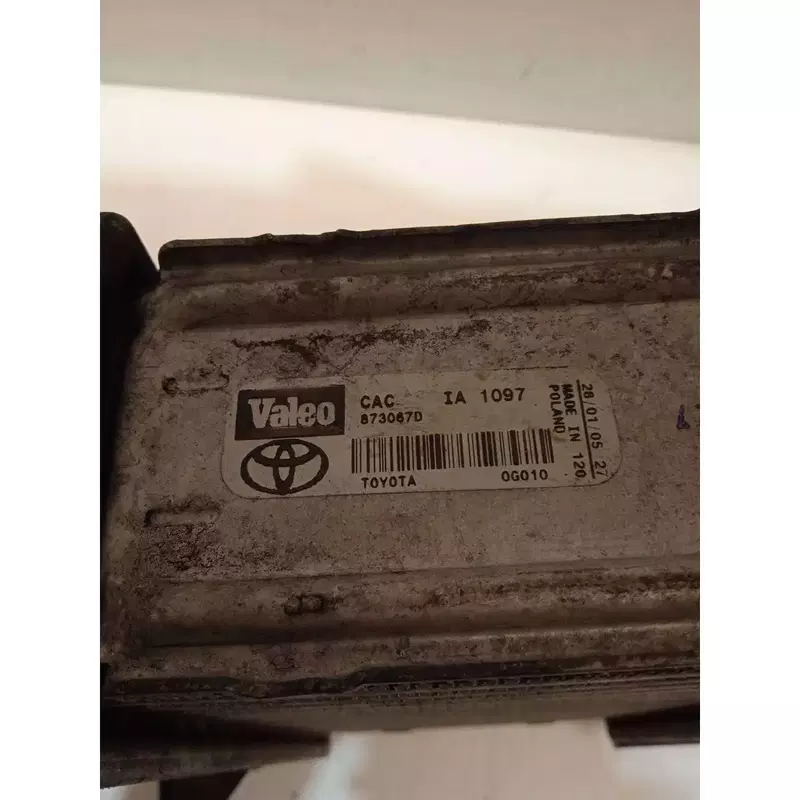 Valeo
CAC IA 1097
873067D
TOYOTA 0G010
28/01/05 27
MADE IN 120
POLAND